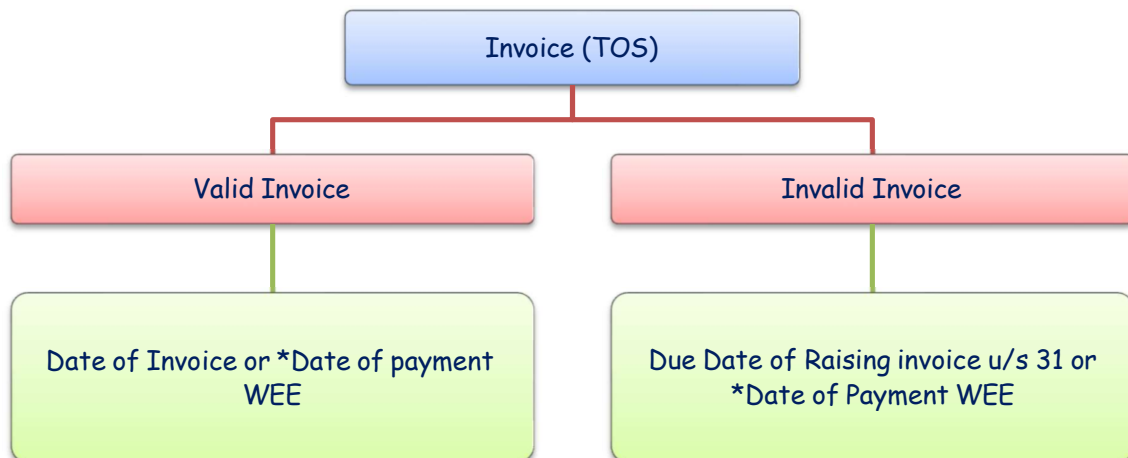 Invoice (TOS)
Valid Invoice
Invalid Invoice
Date of Invoice or *Date of payment
WEE
Due Date of Raising invoice u/s 31 or
*Date of Payment WEE